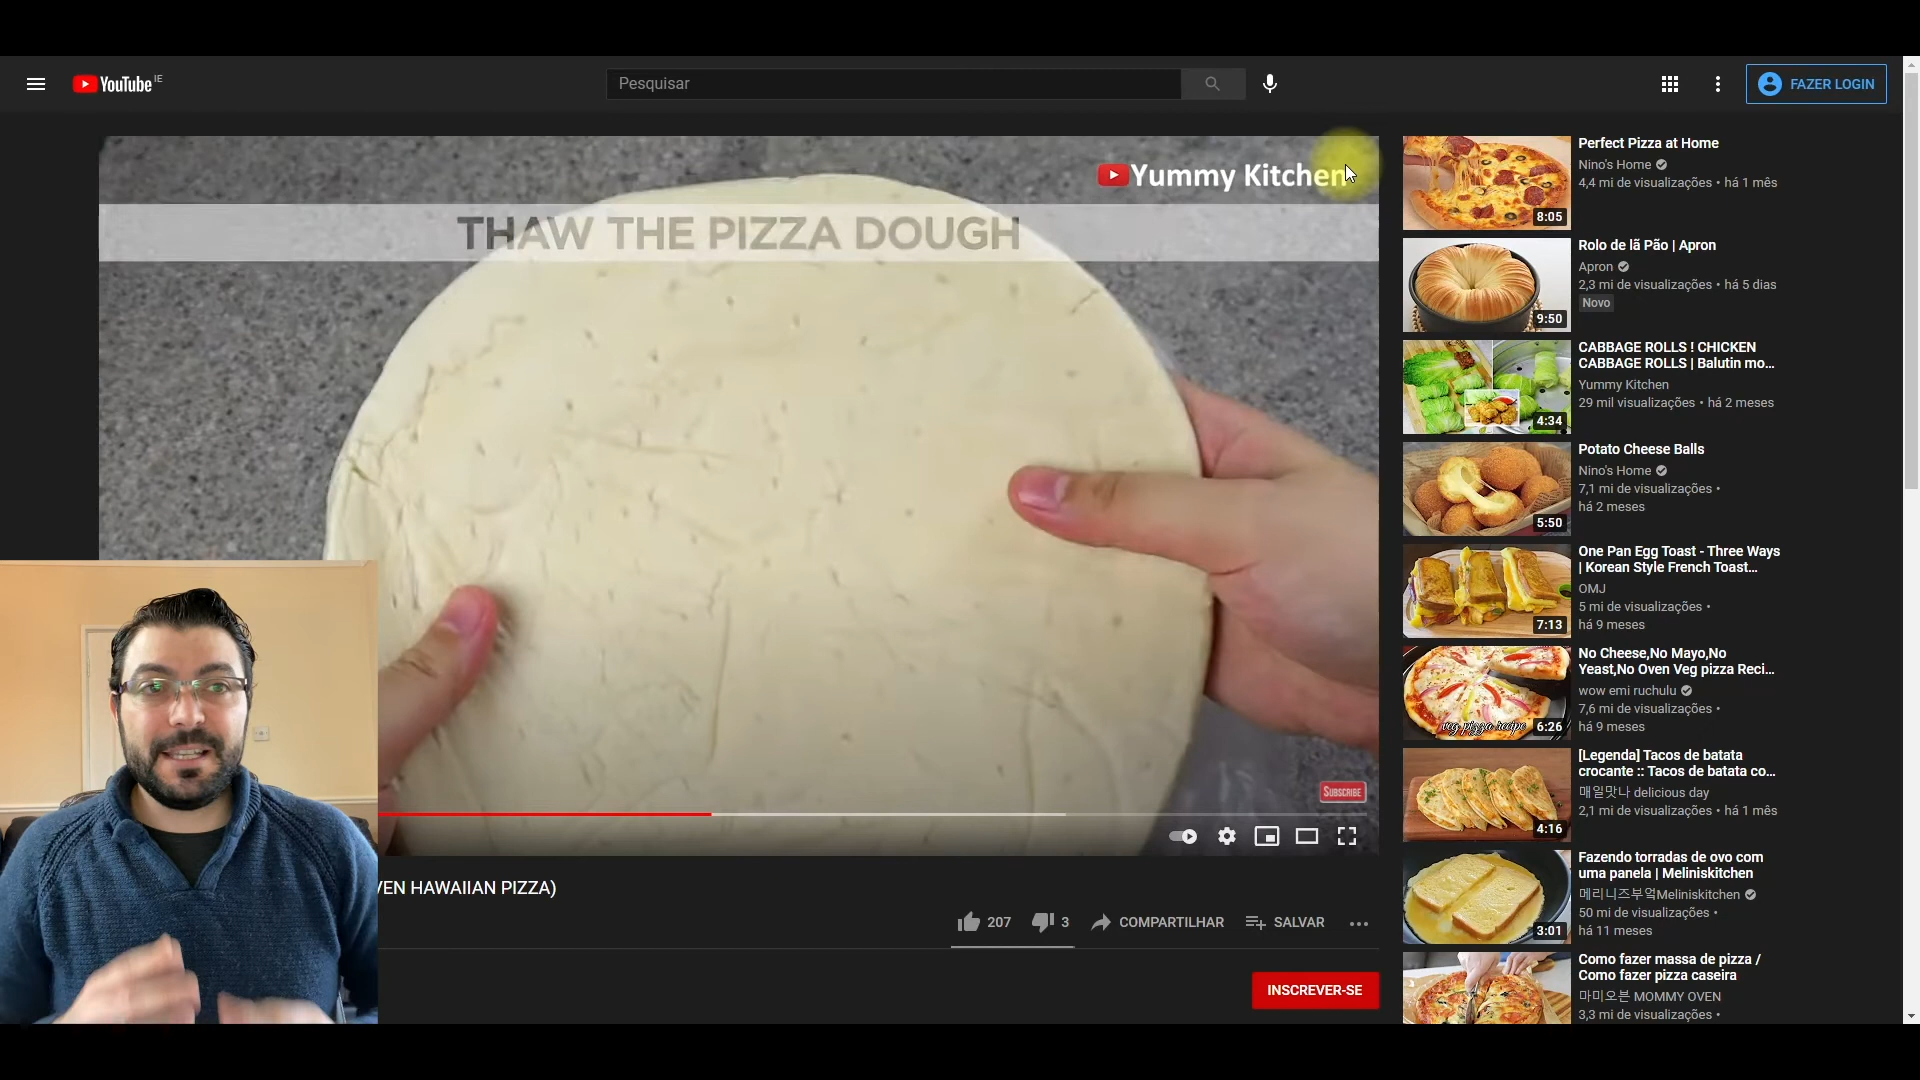 YouTube IE
Pesquisar
FAZER LOGIN
Yummy Kitchen
THAW THE PIZZA DOUGH
SUBSCRIBE
VEN HAWAIIAN PIZZA)
207
3
COMPARTILHAR
SALVAR
INSCREVER-SE
Perfect Pizza at Home
Nino's Home
4,4 mi de visualizações • há 1 mês
8:05
Rolo de lã Pão | Apron
Apron
2,3 mi de visualizações • há 5 dias
Novo
9:50
CABBAGE ROLLS ! CHICKEN
CABBAGE ROLLS | Balutin mo...
Yummy Kitchen
29 mil visualizações • há 2 meses
4:34
Potato Cheese Balls
Nino's Home
7,1 mi de visualizações •
há 2 meses
5:50
One Pan Egg Toast - Three Ways
| Korean Style French Toast...
OMJ
5 mi de visualizações •
há 9 meses
7:13
No Cheese,No Mayo,No
Yeast,No Oven Veg pizza Reci...
wow emi ruchulu
7,6 mi de visualizações •
há 9 meses
veg pizza recipe
6:26
[Legenda] Tacos de batata
crocante :: Tacos de batata co...
매일맛나 delicious day
2,1 mi de visualizações • há 1 mês
4:16
Fazendo torradas de ovo com
uma panela | Meliniskitchen
메리니즈부엌Meliniskitchen
50 mi de visualizações •
há 11 meses
3:01
Como fazer massa de pizza /
Como fazer pizza caseira
마미오븐 MOMMY OVEN
3,3 mi de visualizações •